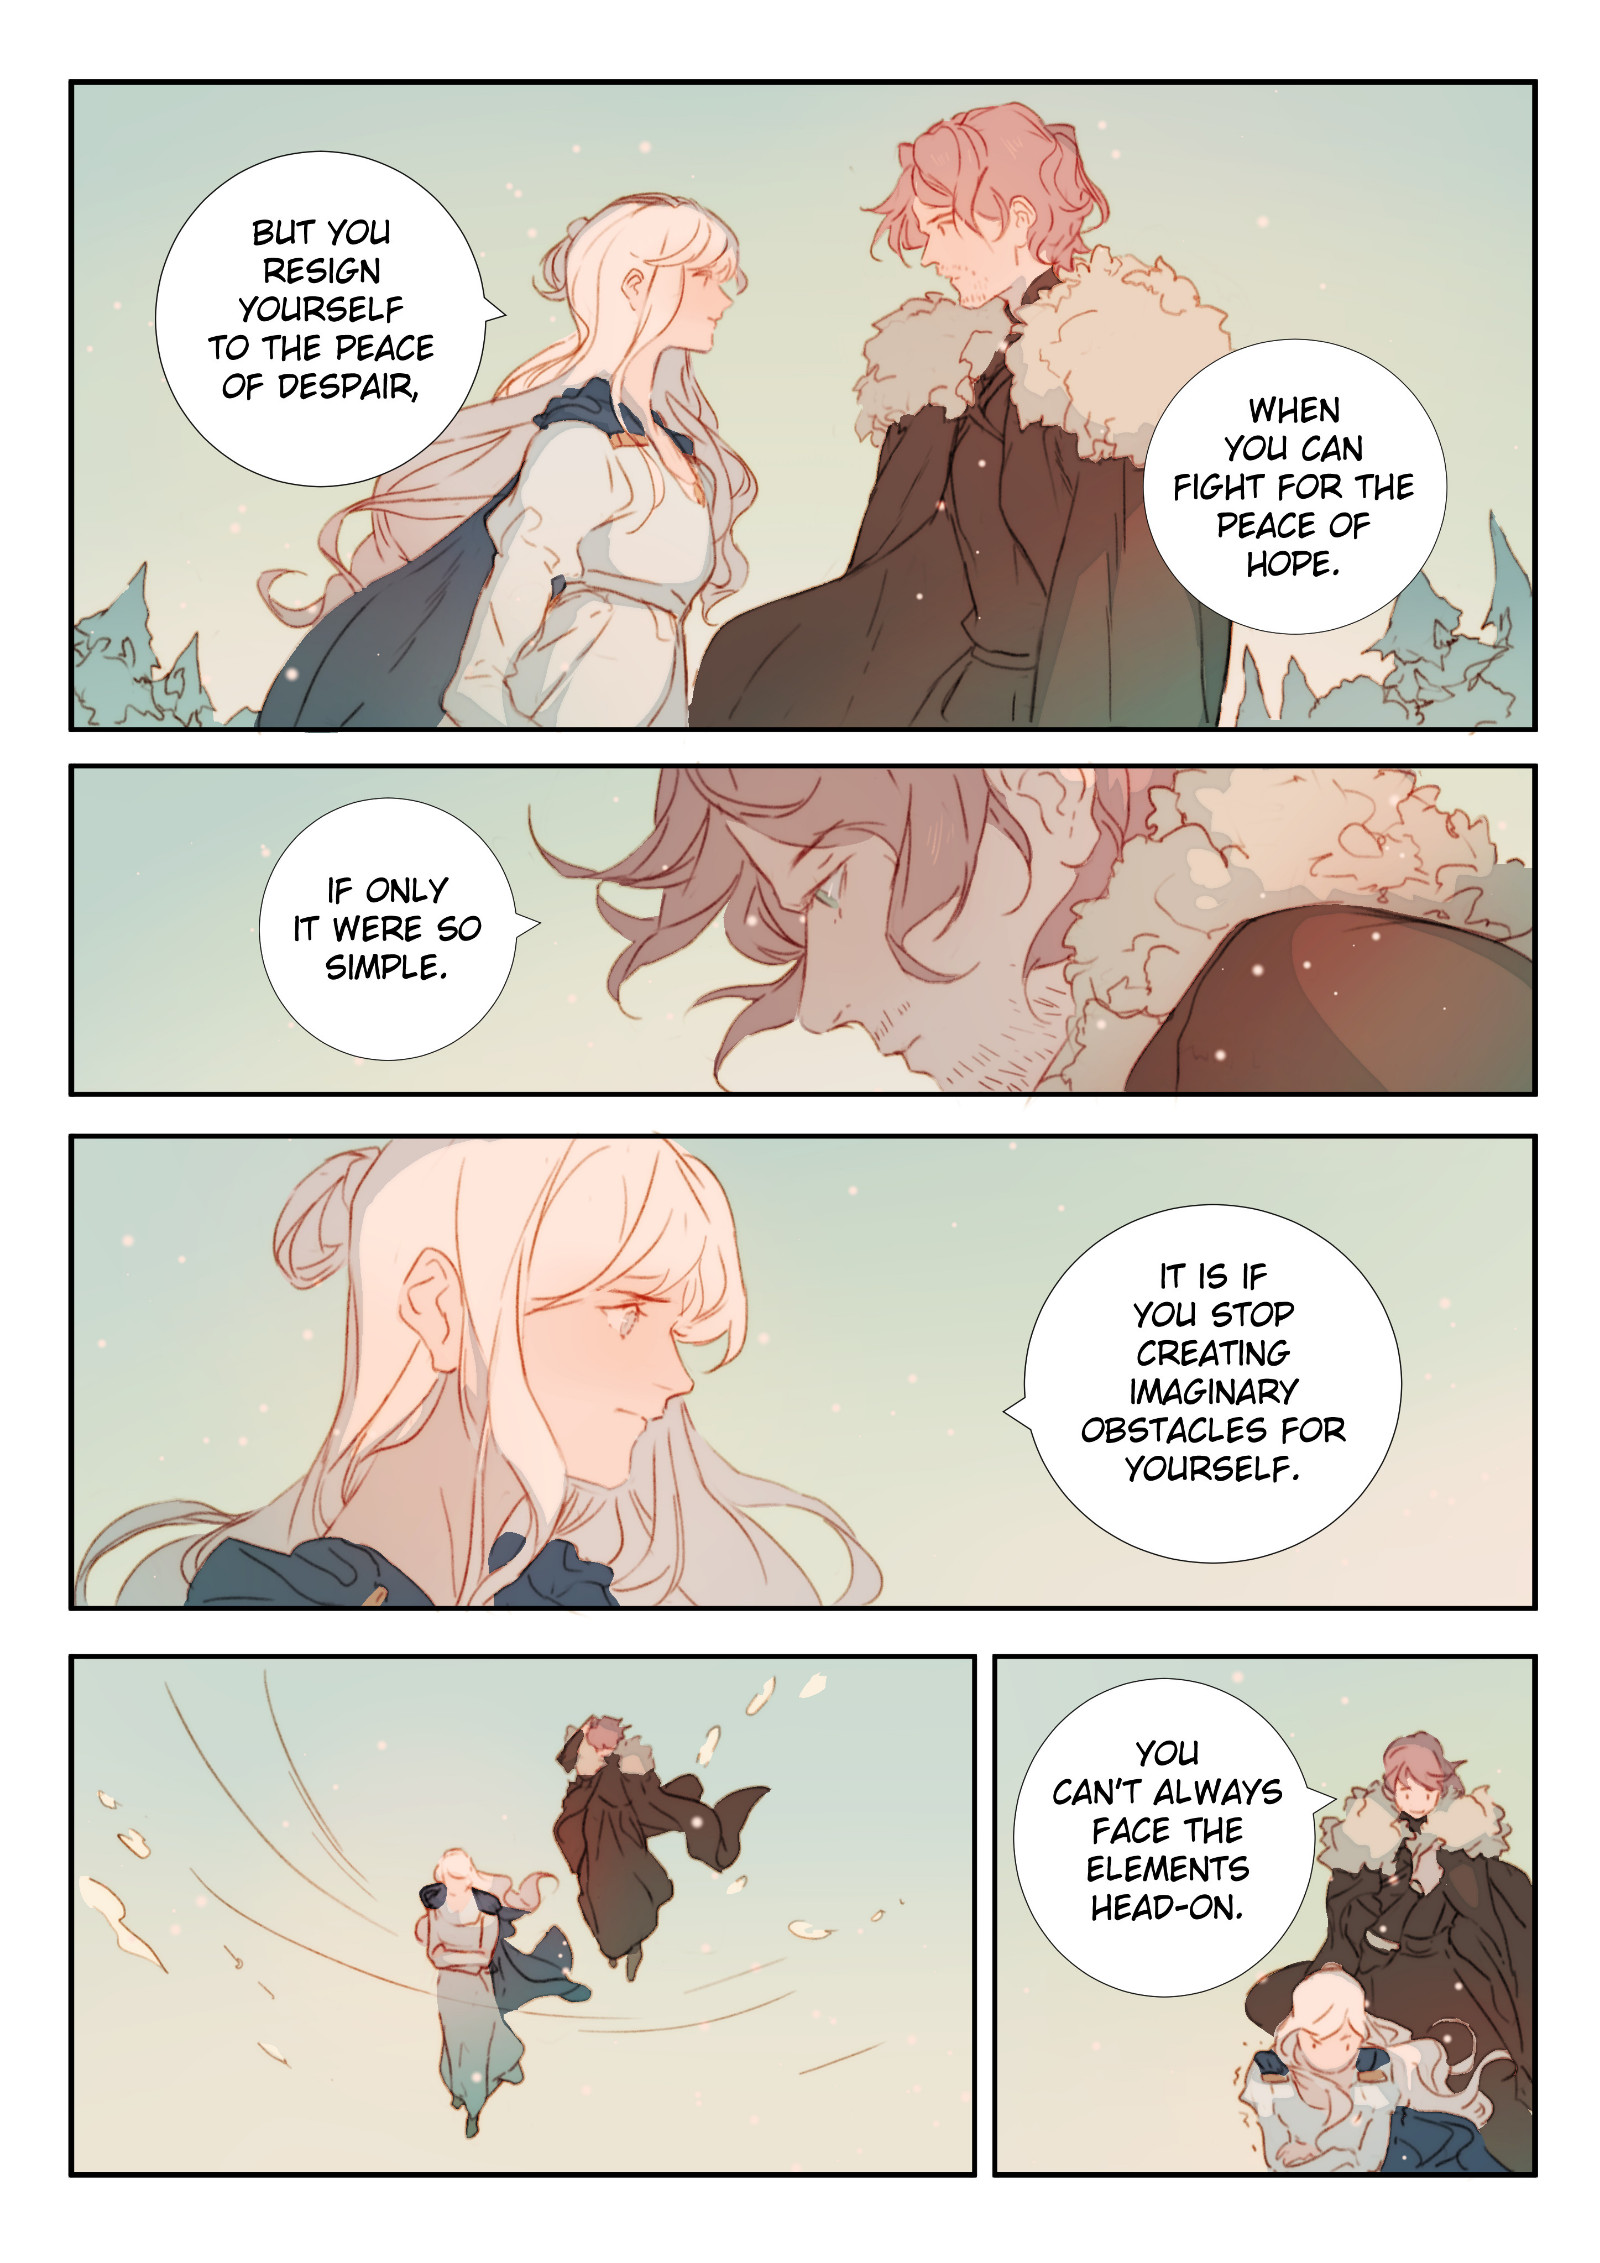 BUT YOU
RESIGN
YOURSELF
TO THE PEACE
OF DESPAIR,
WHEN
YOU CAN
FIGHT FOR THE
PEACE OF
HOPE.
IF ONLY
IT WERE SO
SIMPLE.
IT IS IF
YOU STOP
CREATING
IMAGINARY
OBSTACLES FOR
YOURSELF.
YOU
CAN'T ALWAYS
FACE THE
ELEMENTS
HEAD-ON.